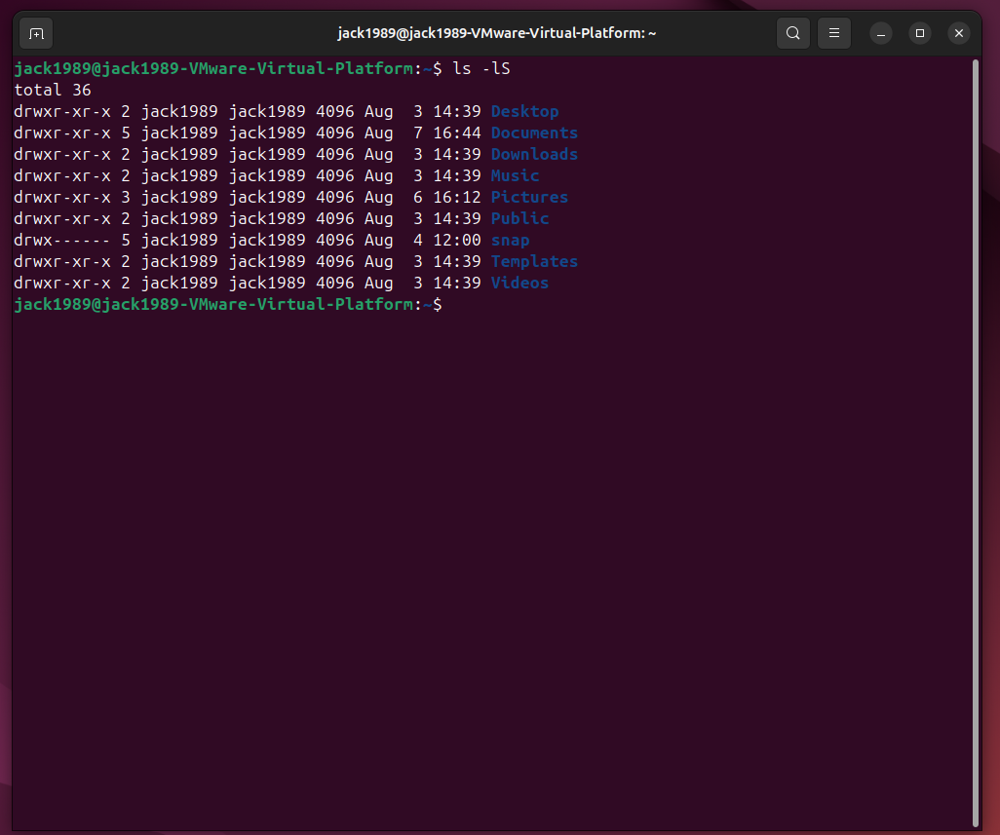 jack1989@jack1989-VMware-Virtual-Platform: ~
jack1989@jack1989-VMware-Virtual-Platform:~$ ls -lS
total 36
drwxr-xr-x 2 jack1989 jack1989 4096 Aug  3 14:39 Desktop
drwxr-xr-x 5 jack1989 jack1989 4096 Aug  7 16:44 Documents
drwxr-xr-x 2 jack1989 jack1989 4096 Aug  3 14:39 Downloads
drwxr-xr-x 2 jack1989 jack1989 4096 Aug  3 14:39 Music
drwxr-xr-x 3 jack1989 jack1989 4096 Aug  6 16:12 Pictures
drwxr-xr-x 2 jack1989 jack1989 4096 Aug  3 14:39 Public
drwx------ 5 jack1989 jack1989 4096 Aug  4 12:00 snap
drwxr-xr-x 2 jack1989 jack1989 4096 Aug  3 14:39 Templates
drwxr-xr-x 2 jack1989 jack1989 4096 Aug  3 14:39 Videos
jack1989@jack1989-VMware-Virtual-Platform:~$